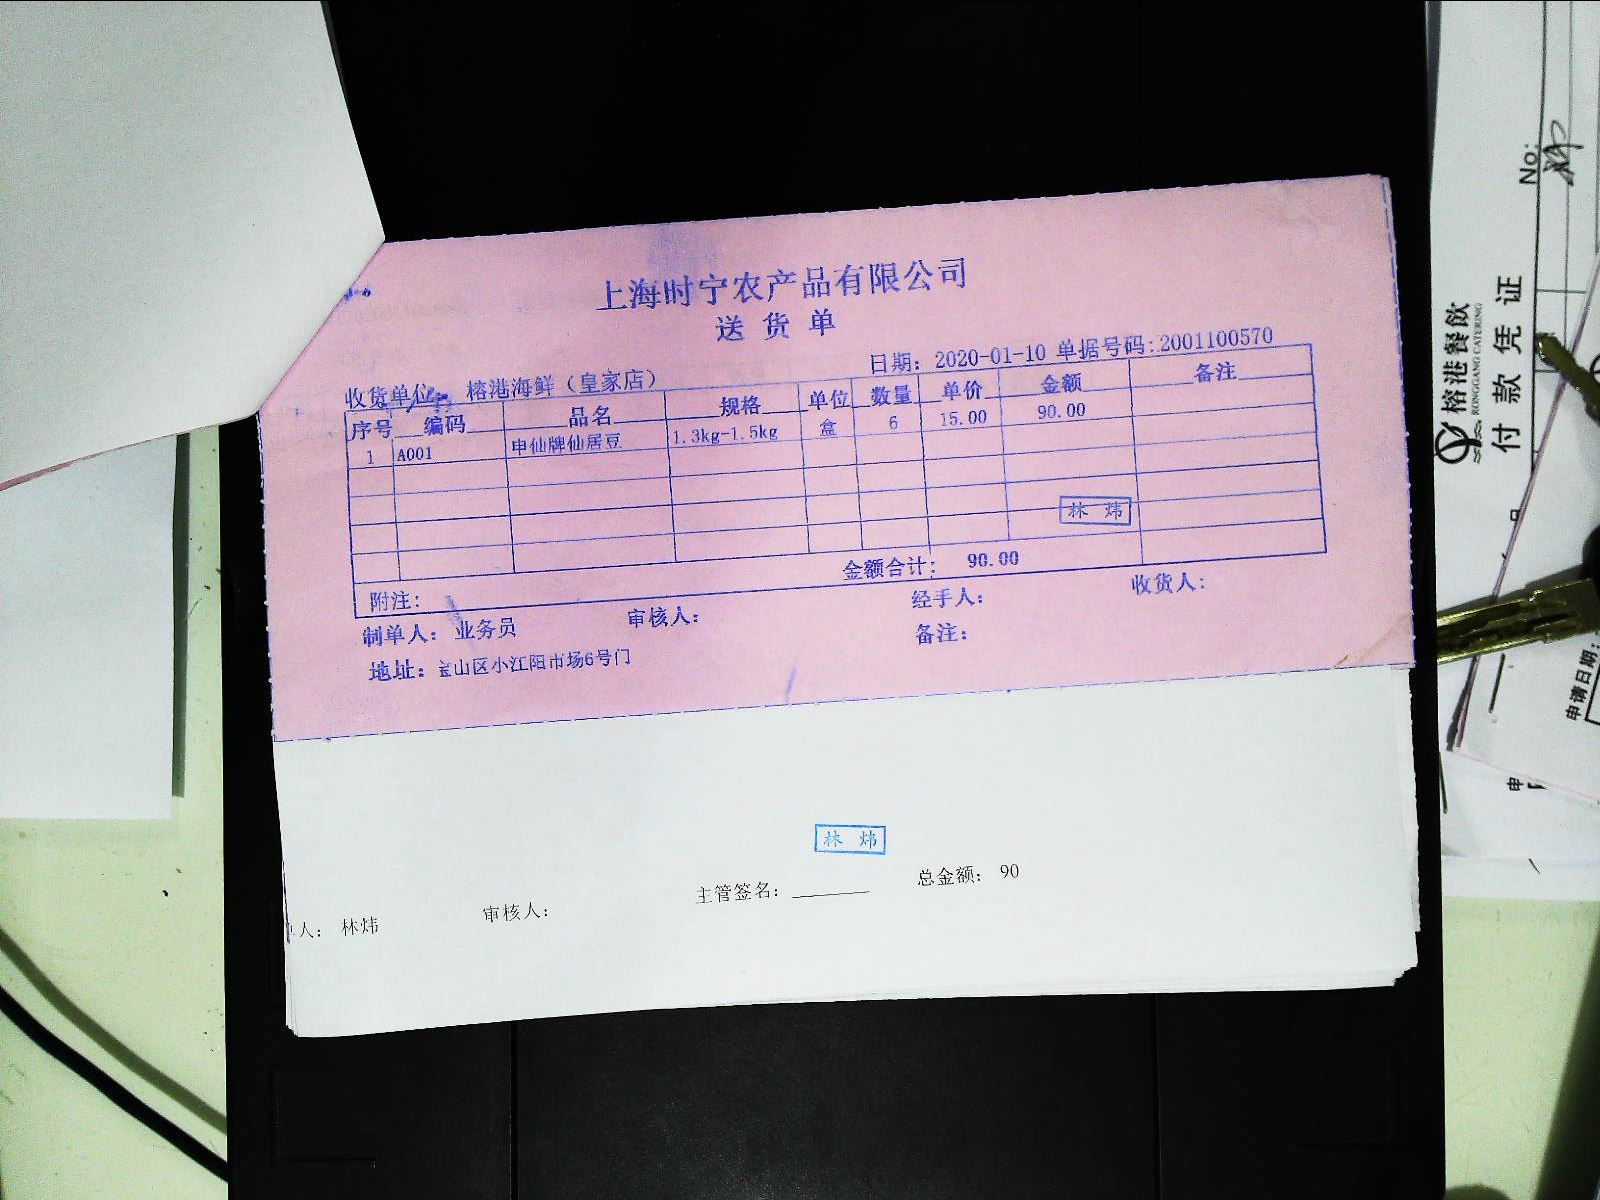 上海时宁农产品有限公司
送 货 单
日期: 2020-01-10 单据号码:2001100570
收货单位: 榕港海鲜（皇家店）
序号 编码 品名 规格 单位 数量 单价 金额 备注
1 A001 申仙牌仙居豆 1.3kg-1.5kg 盒 6 15.00 90.00
林 炜
金额合计: 90.00
附注:
制单人: 业务员 审核人: 经手人: 收货人:
备注:
地址: 宝山区小江阳市场6号门
林 炜
人: 林炜 审核人: 主管签名: 总金额: 90
榕港餐飲
RONGGANG CATERING
付 款 凭 证
No:
申请日期:
申